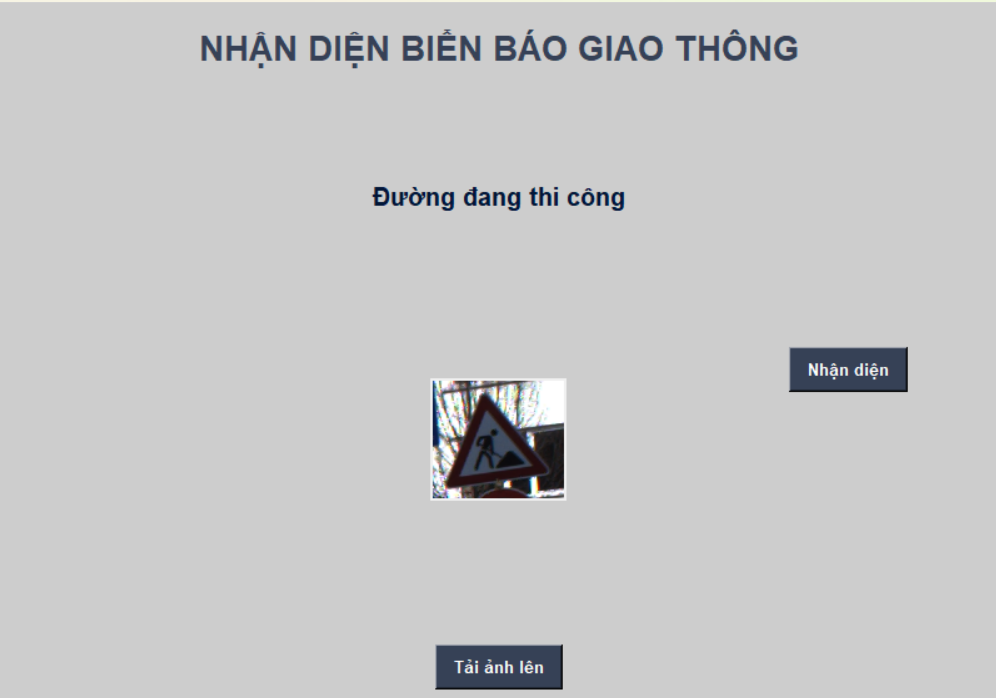 NHẬN DIỆN BIỂN BÁO GIAO THÔNG
Đường đang thi công
Nhận diện
Tải ảnh lên